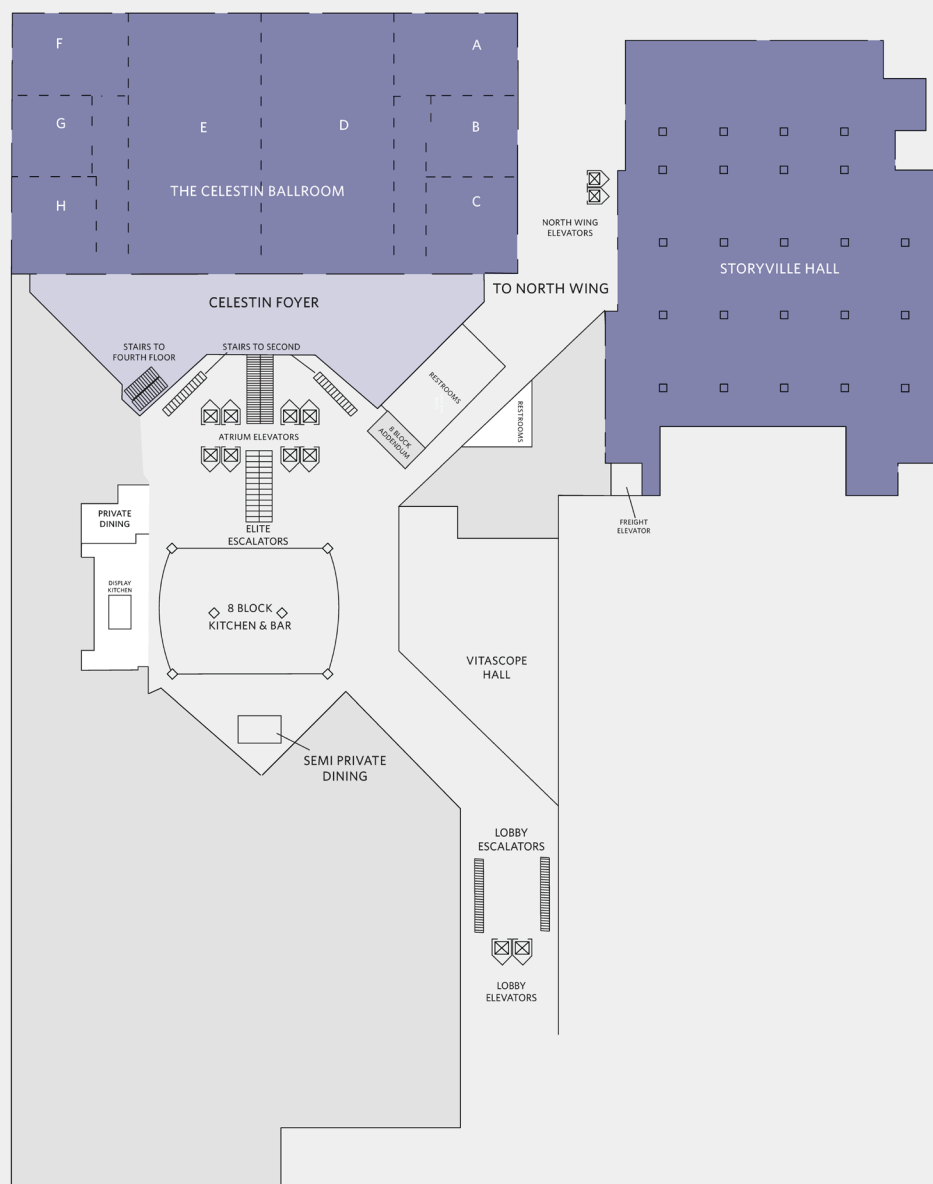 F
A
G
E
D
B
THE CELESTIN BALLROOM
H
C
NORTH WING
ELEVATORS
STORYVILLE HALL
TO NORTH WING
CELESTIN FOYER
STAIRS TO
FOURTH FLOOR
STAIRS TO SECOND
RESTROOMS
RESTROOMS
8 BLOCK
ADDENDUM
ATRIUM ELEVATORS
PRIVATE
DINING
ELITE
ESCALATORS
FREIGHT
ELEVATOR
DISPLAY
KITCHEN
8 BLOCK
KITCHEN & BAR
VITASCOPE
HALL
SEMI PRIVATE
DINING
LOBBY
ESCALATORS
LOBBY
ELEVATORS